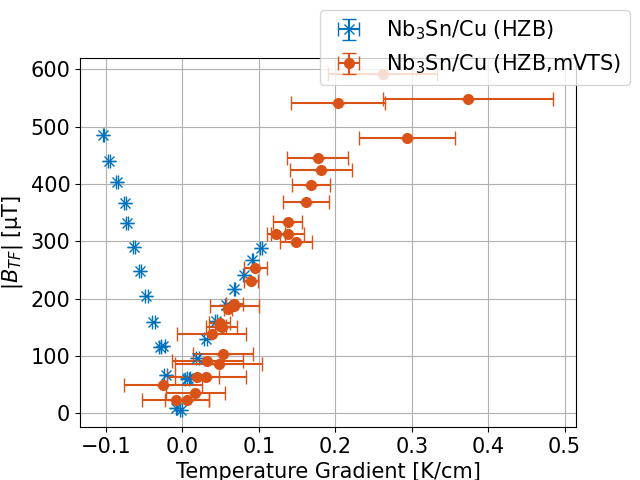 Nb₃Sn/Cu (HZB)
Nb₃Sn/Cu (HZB,mVTS)
|B_TF| [μT]
600
500
400
300
200
100
0
−0.1 0.0 0.1 0.2 0.3 0.4 0.5
Temperature Gradient [K/cm]